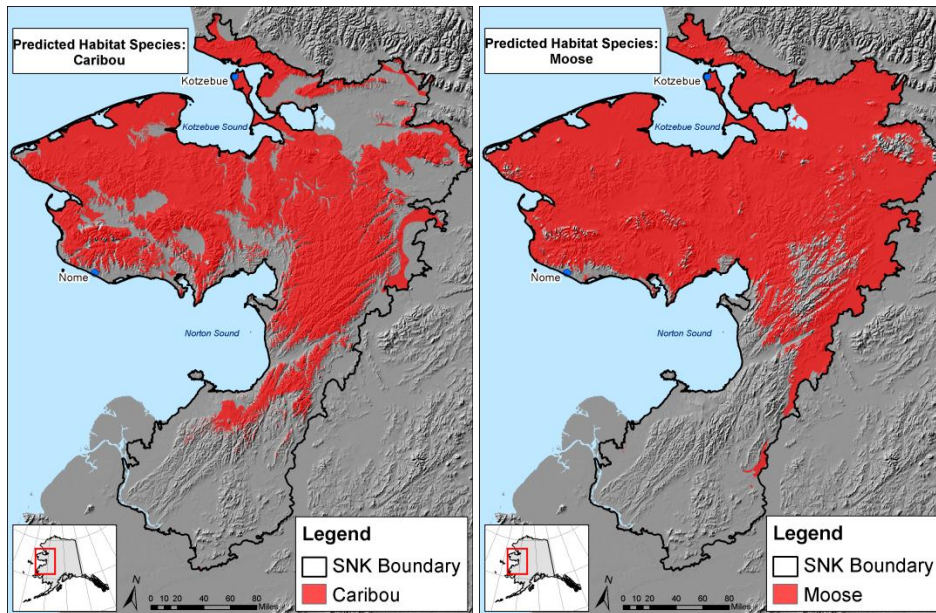 Predicted Habitat Species:
Caribou
Kotzebue
Kotzebue Sound
Nome
Norton Sound
Legend
SNK Boundary
Caribou
N
0 10 20 40 60 80
Miles
Predicted Habitat Species:
Moose
Kotzebue
Kotzebue Sound
Nome
Norton Sound
Legend
SNK Boundary
Moose
N
0 10 20 40 60 80
Miles